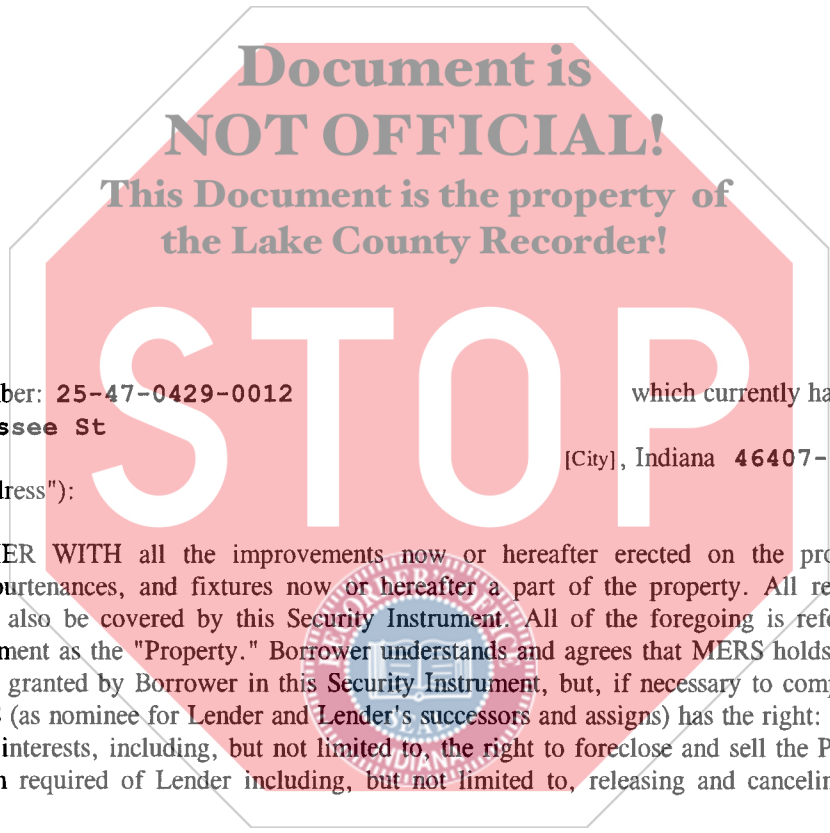 Document is
NOT OFFICIAL!
This Document is the property of
the Lake County Recorder!
STOP
ber: 25-47-0429-0012 which currently ha
ssee St
[City], Indiana 46407-
dress"):
ER WITH all the improvements now or hereafter erected on the pro
ourtenances, and fixtures now or hereafter a part of the property. All re
also be covered by this Security Instrument. All of the foregoing is refe
ment as the "Property." Borrower understands and agrees that MERS holds
granted by Borrower in this Security Instrument, but, if necessary to comp
(as nominee for Lender and Lender's successors and assigns) has the right:
interests, including, but not limited to, the right to foreclose and sell the P
n required of Lender including, but not limited to, releasing and cancelin
RECORDER'S OFFICE
SEAL
INDIANA